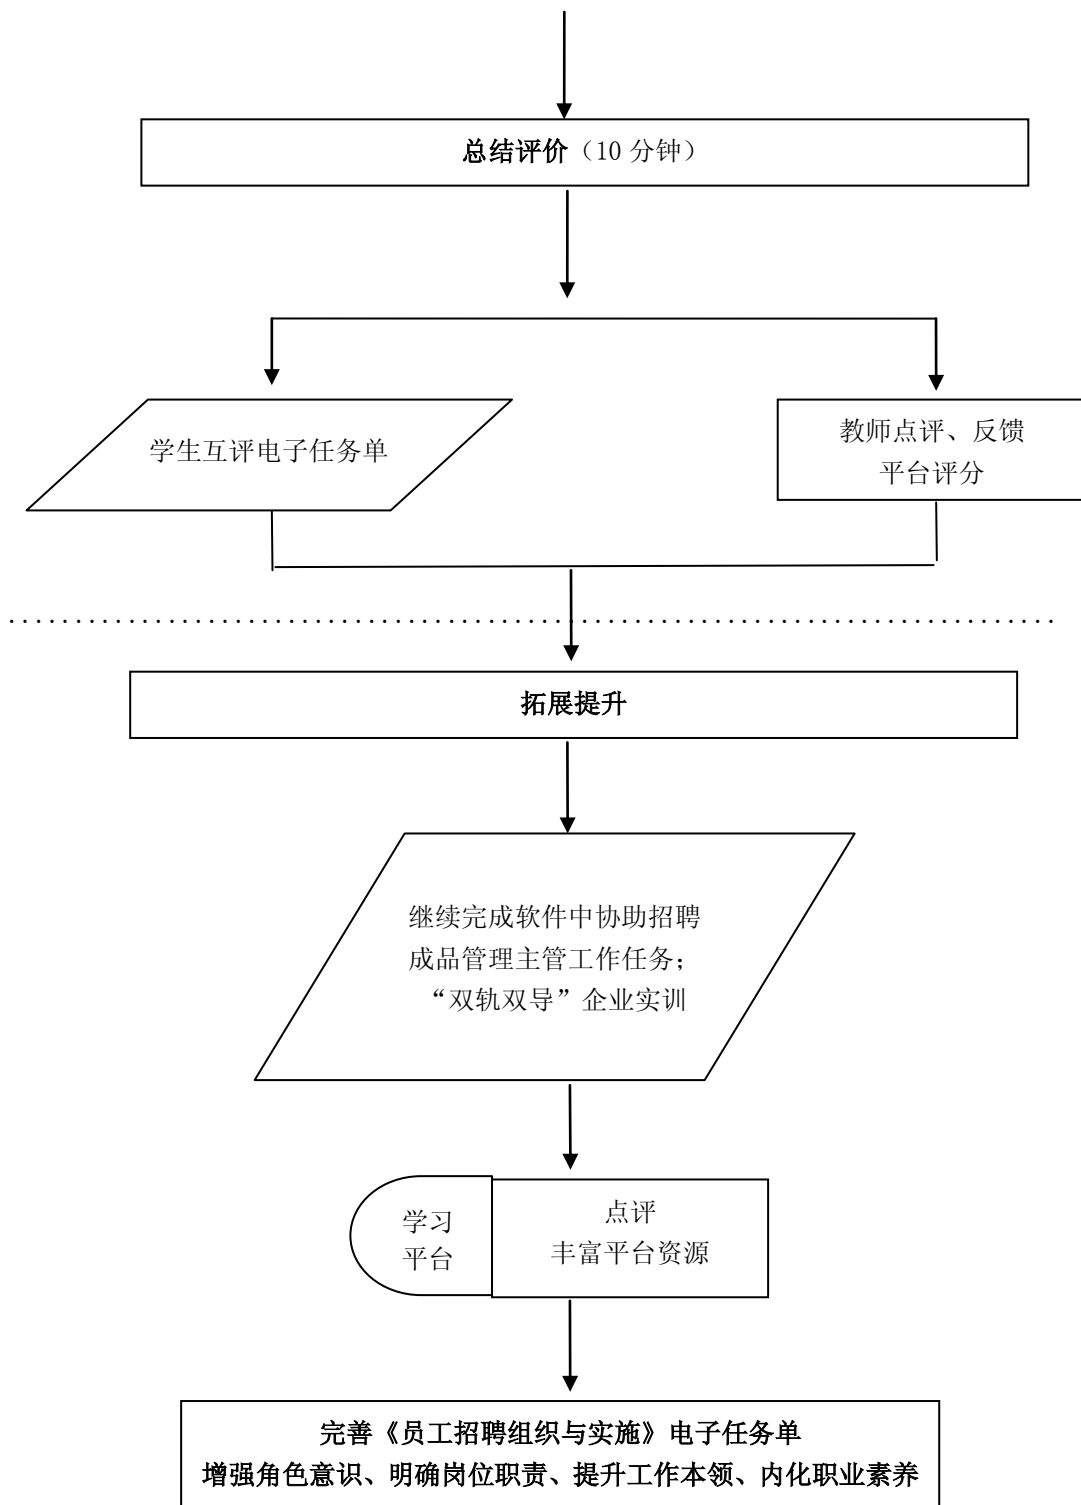 总结评价（10 分钟）
学生互评电子任务单
教师点评、反馈
平台评分
拓展提升
继续完成软件中协助招聘
成品管理主管工作任务；
“双轨双导”企业实训
学习
平台
点评
丰富平台资源
完善《员工招聘组织与实施》电子任务单
增强角色意识、明确岗位职责、提升工作本领、内化职业素养